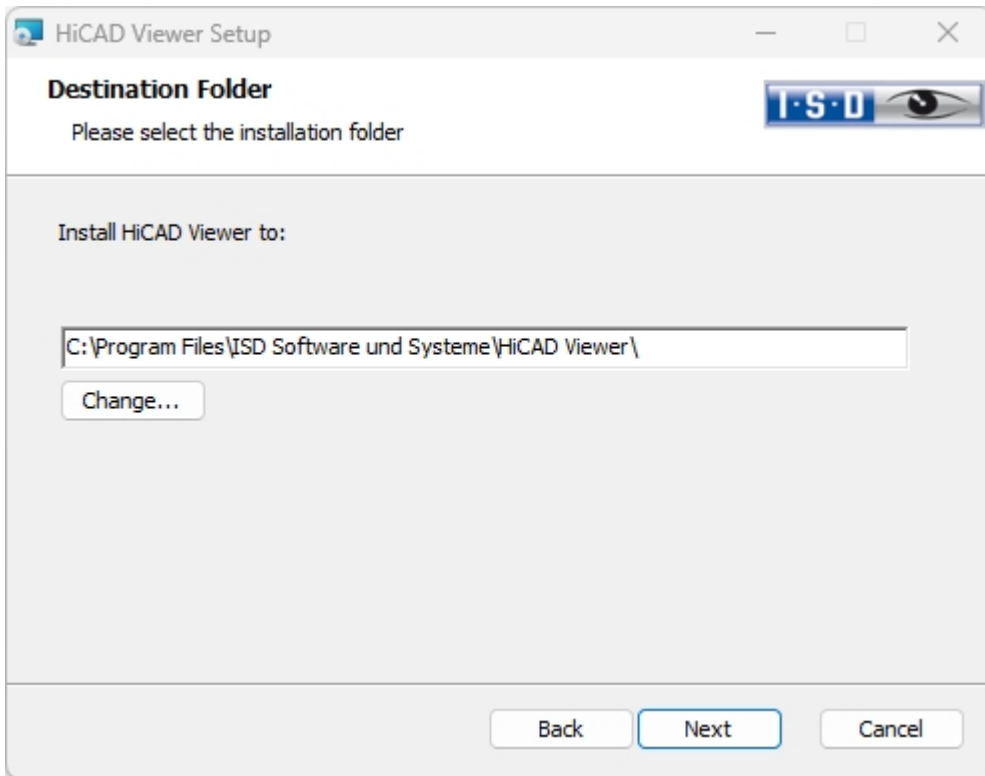 HiCAD Viewer Setup
Destination Folder
Please select the installation folder
I·S·D
Install HiCAD Viewer to:
C:\Program Files\ISD Software und Systeme\HiCAD Viewer\
Change...
Back Next Cancel